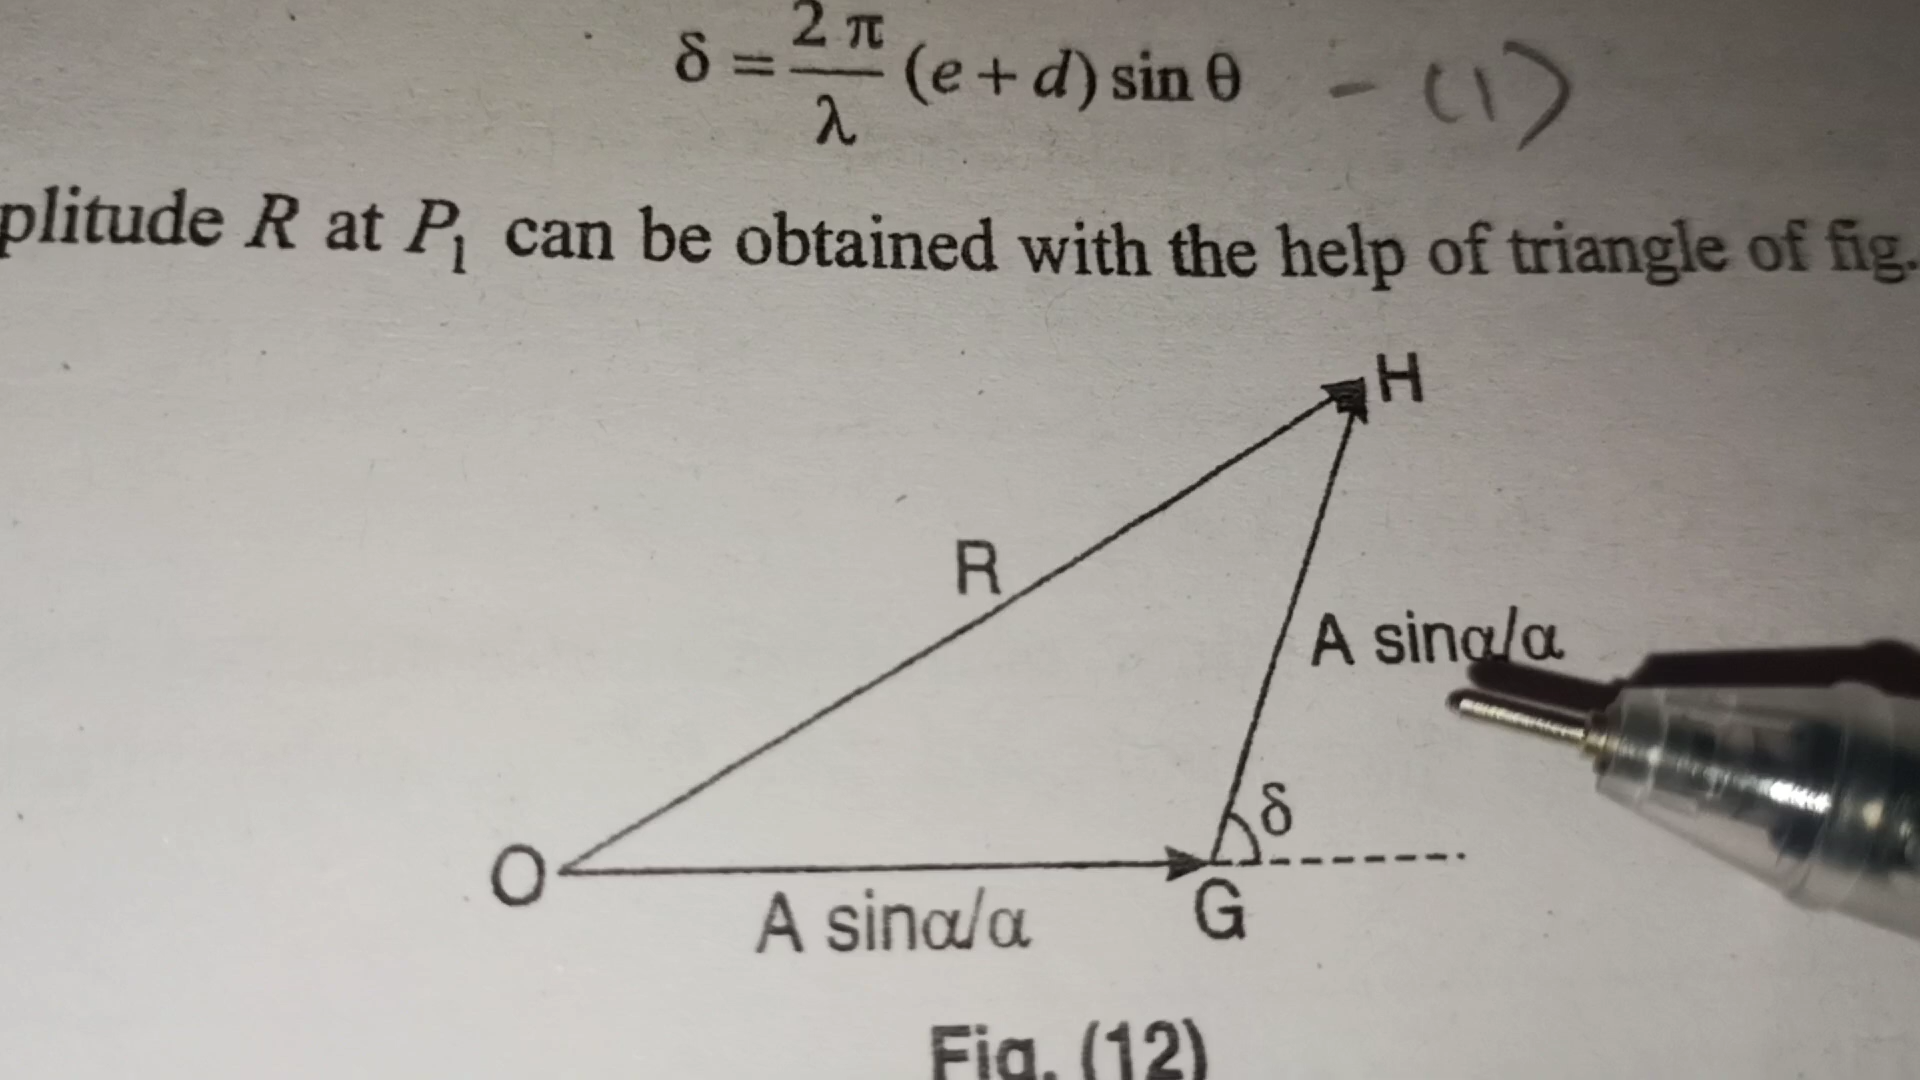 δ = 2π/λ (e + d) sin θ - (1)
plitude R at P₁ can be obtained with the help of triangle of fig.
H
R
A sinα/α
δ
O
G
A sinα/α
Fig. (12)